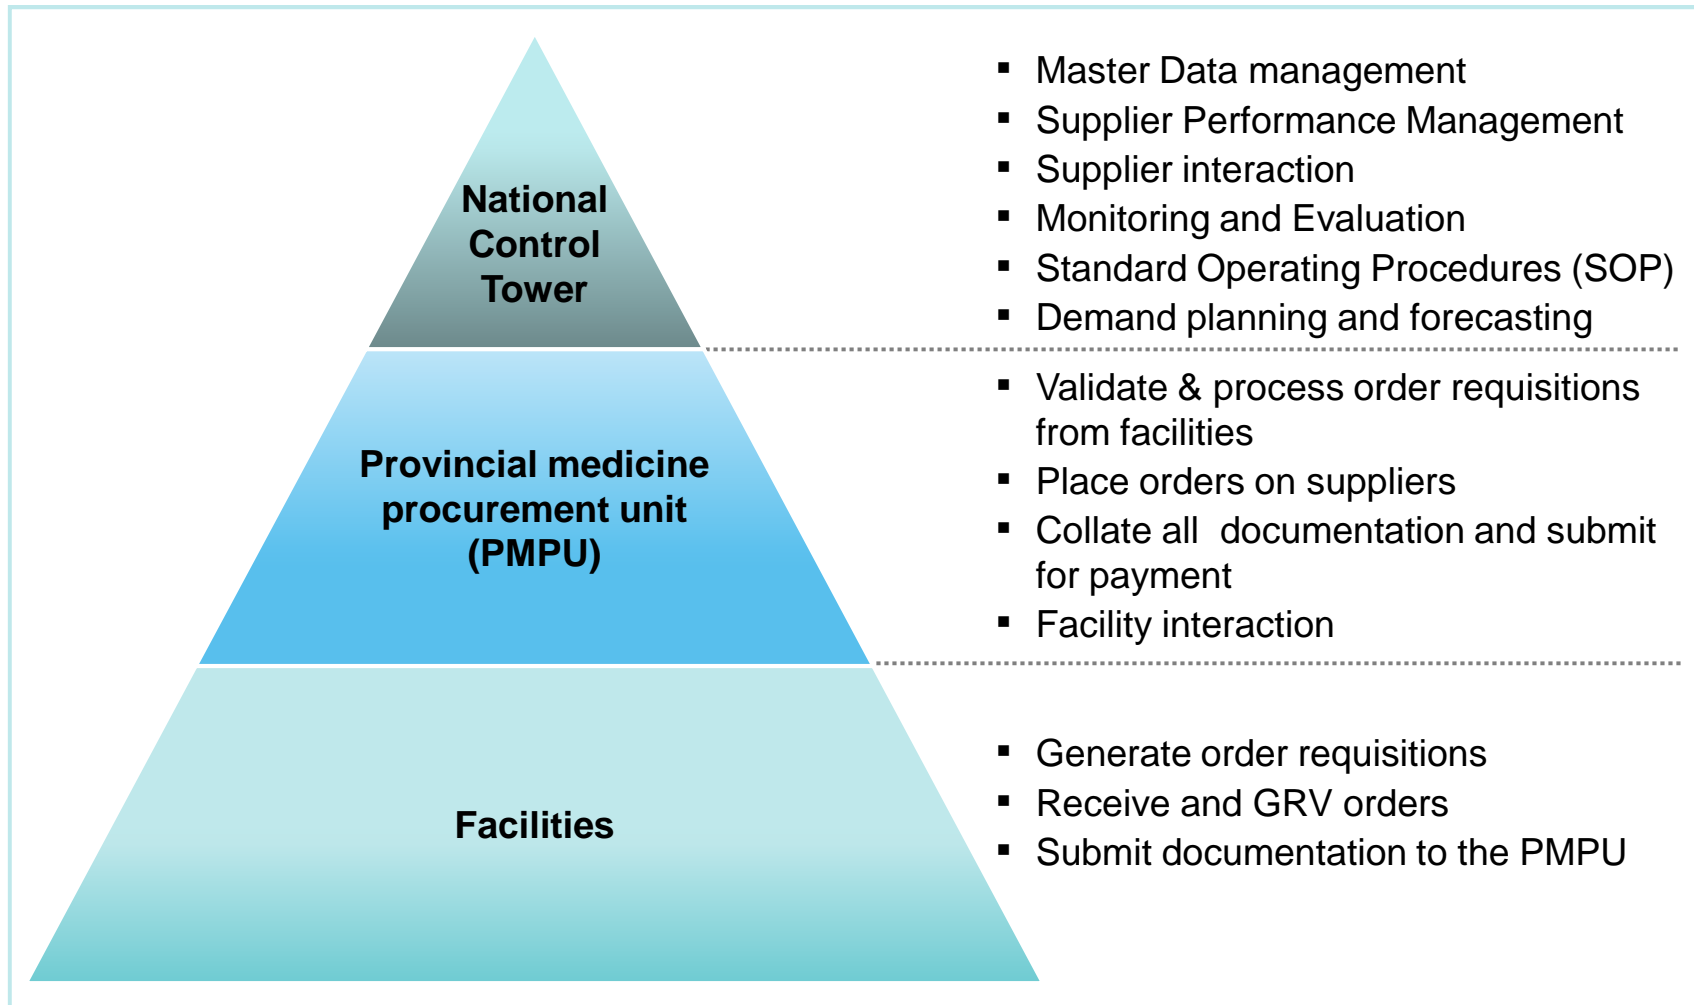 National
Control
Tower
▪ Master Data management
▪ Supplier Performance Management
▪ Supplier interaction
▪ Monitoring and Evaluation
▪ Standard Operating Procedures (SOP)
▪ Demand planning and forecasting
Provincial medicine
procurement unit
(PMPU)
▪ Validate & process order requisitions
from facilities
▪ Place orders on suppliers
▪ Collate all  documentation and submit
for payment
▪ Facility interaction
Facilities
▪ Generate order requisitions
▪ Receive and GRV orders
▪ Submit documentation to the PMPU